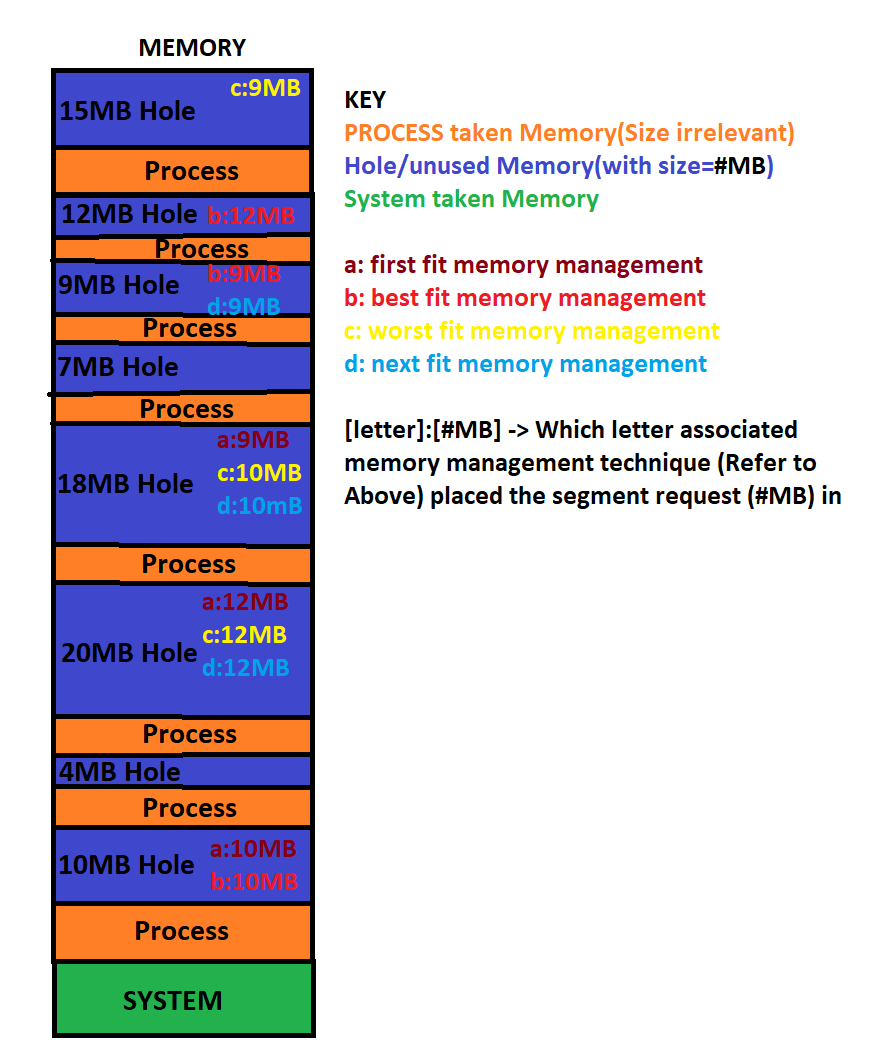 MEMORY
c:9MB
15MB Hole
Process
12MB Hole b:12MB
Process
b:9MB
9MB Hole
d:9MB
Process
7MB Hole
Process
a:9MB
c:10MB
18MB Hole
d:10mB
Process
a:12MB
c:12MB
20MB Hole
d:12MB
Process
4MB Hole
Process
a:10MB
10MB Hole
b:10MB
Process
SYSTEM
KEY
PROCESS taken Memory(Size irrelevant)
Hole/unused Memory(with size=#MB)
System taken Memory
a: first fit memory management
b: best fit memory management
c: worst fit memory management
d: next fit memory management
[letter]:[#MB] -> Which letter associated
memory management technique (Refer to
Above) placed the segment request (#MB) in